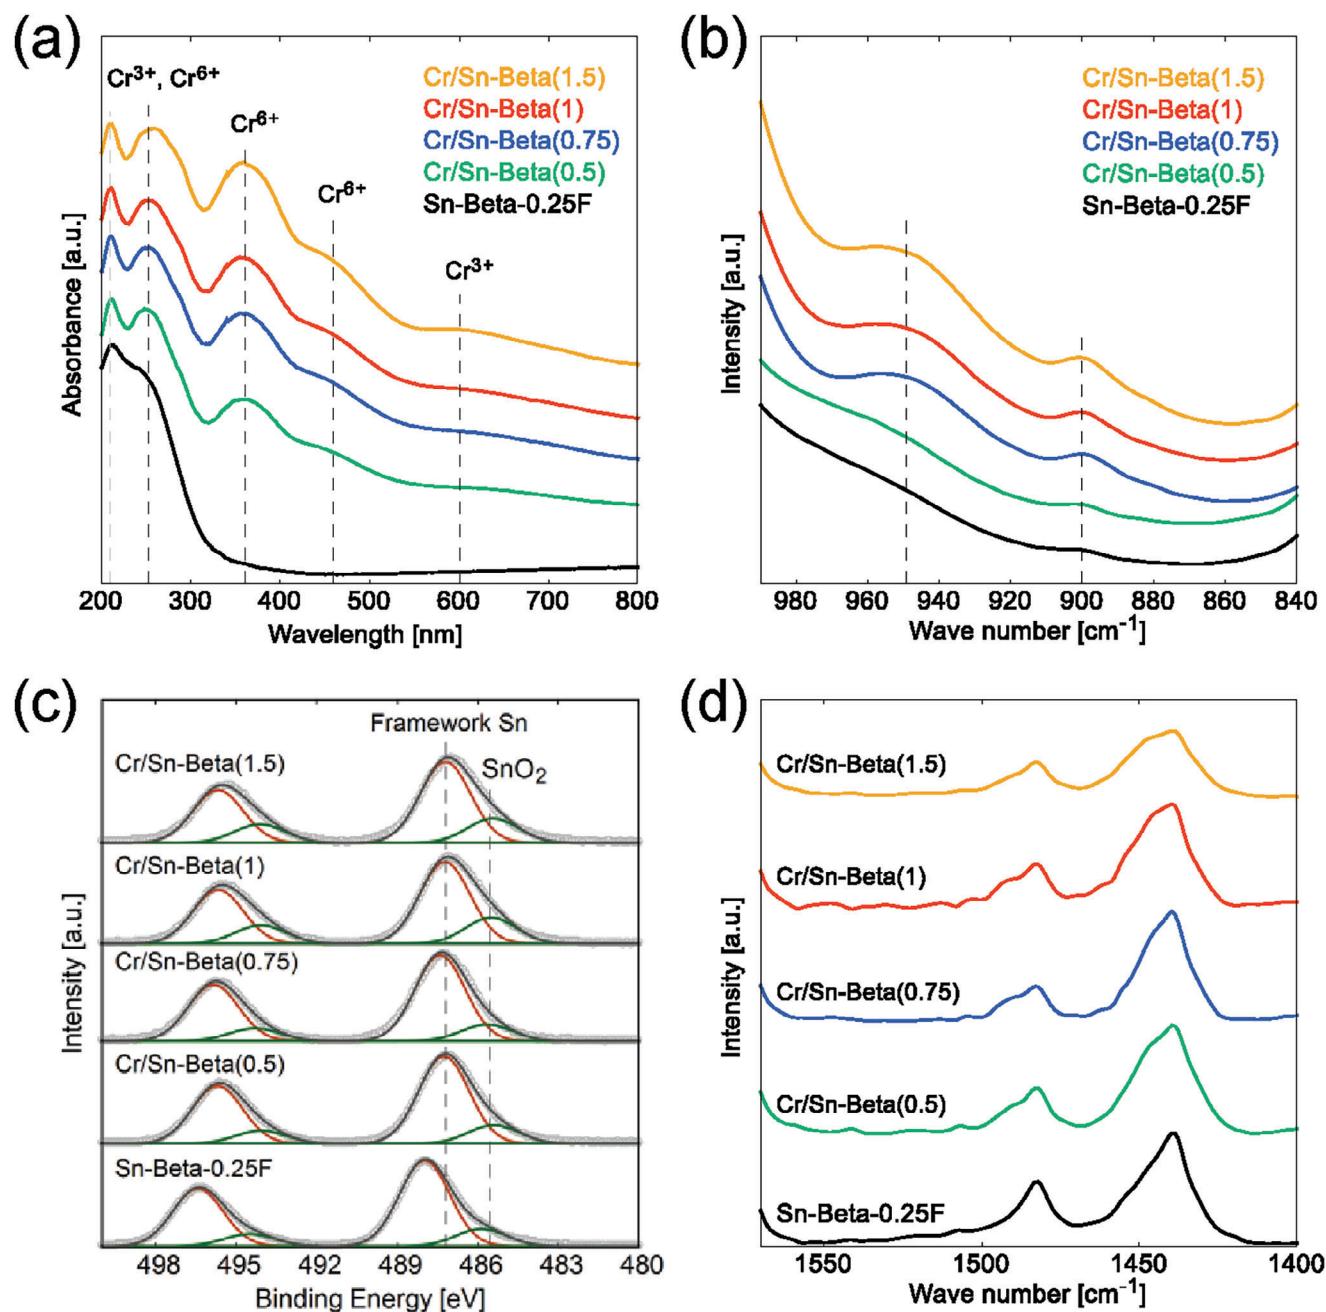 (a)
Cr3+, Cr6+
Cr6+
Cr6+
Cr3+
Cr/Sn-Beta(1.5)
Cr/Sn-Beta(1)
Cr/Sn-Beta(0.75)
Cr/Sn-Beta(0.5)
Sn-Beta-0.25F
Absorbance [a.u.]
200 300 400 500 600 700 800
Wavelength [nm]
(b)
Cr/Sn-Beta(1.5)
Cr/Sn-Beta(1)
Cr/Sn-Beta(0.75)
Cr/Sn-Beta(0.5)
Sn-Beta-0.25F
Intensity [a.u.]
980 960 940 920 900 880 860 840
Wave number [cm-1]
(c)
Framework Sn
SnO2
Cr/Sn-Beta(1.5)
Cr/Sn-Beta(1)
Cr/Sn-Beta(0.75)
Cr/Sn-Beta(0.5)
Sn-Beta-0.25F
Intensity [a.u.]
498 495 492 489 486 483 480
Binding Energy [eV]
(d)
Cr/Sn-Beta(1.5)
Cr/Sn-Beta(1)
Cr/Sn-Beta(0.75)
Cr/Sn-Beta(0.5)
Sn-Beta-0.25F
Intensity [a.u.]
1550 1500 1450 1400
Wave number [cm-1]